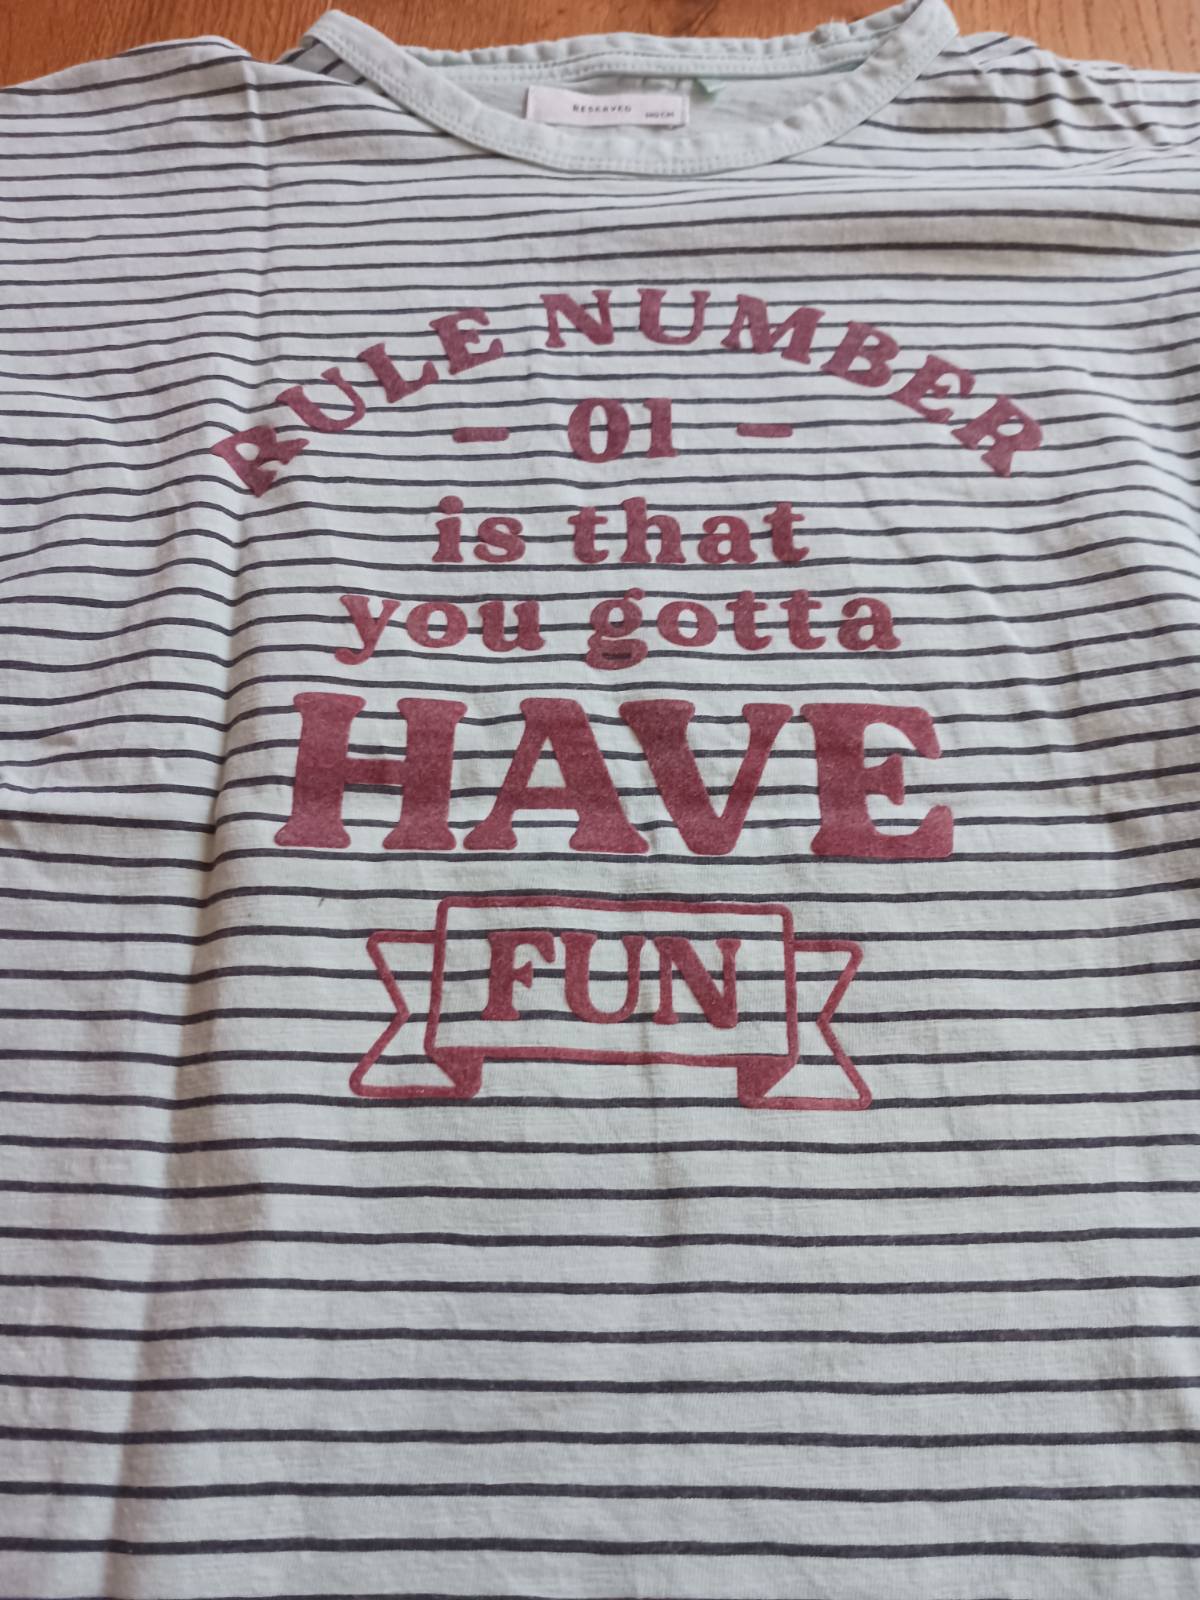 RESERVED
RULE NUMBER
- 01 -
is that
you gotta
HAVE
FUN